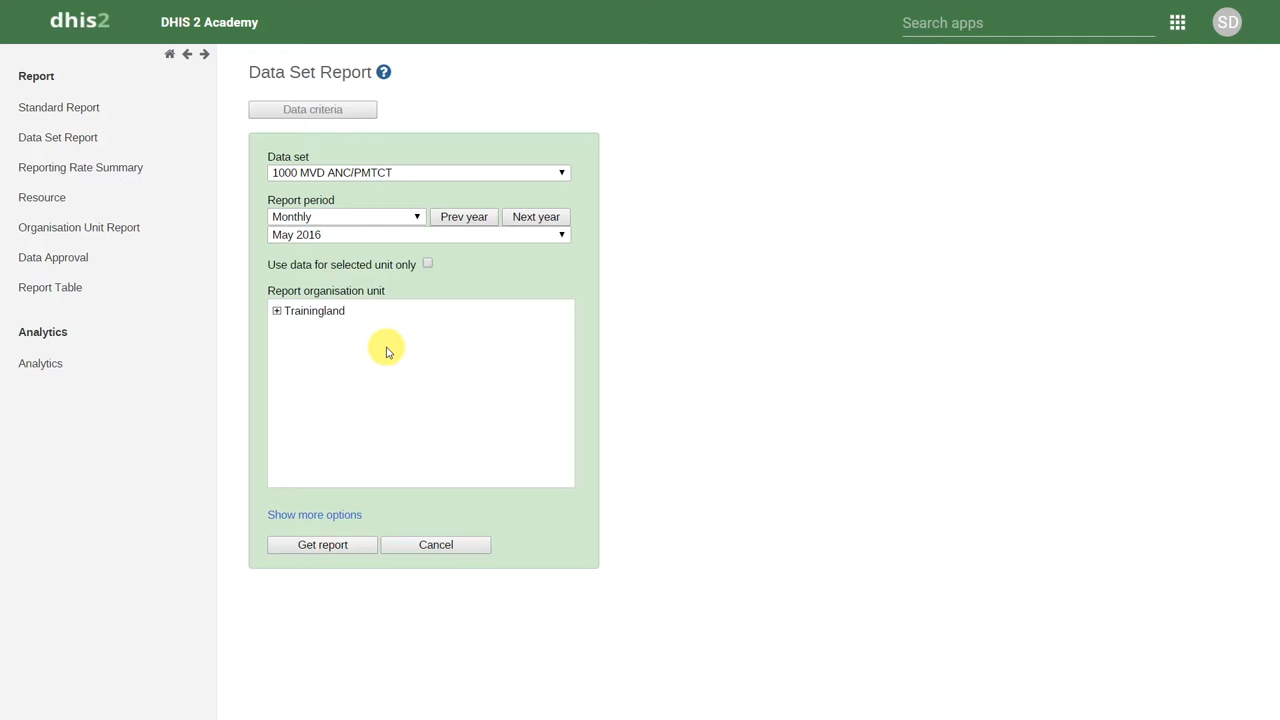 dhis2
DHIS 2 Academy
Search apps
SD
Report
Standard Report
Data Set Report
Reporting Rate Summary
Resource
Organisation Unit Report
Data Approval
Report Table
Analytics
Analytics
Data Set Report ?
Data criteria
Data set
1000 MVD ANC/PMTCT
Report period
Monthly Prev year Next year
May 2016
Use data for selected unit only
Report organisation unit
Trainingland
Show more options
Get report Cancel